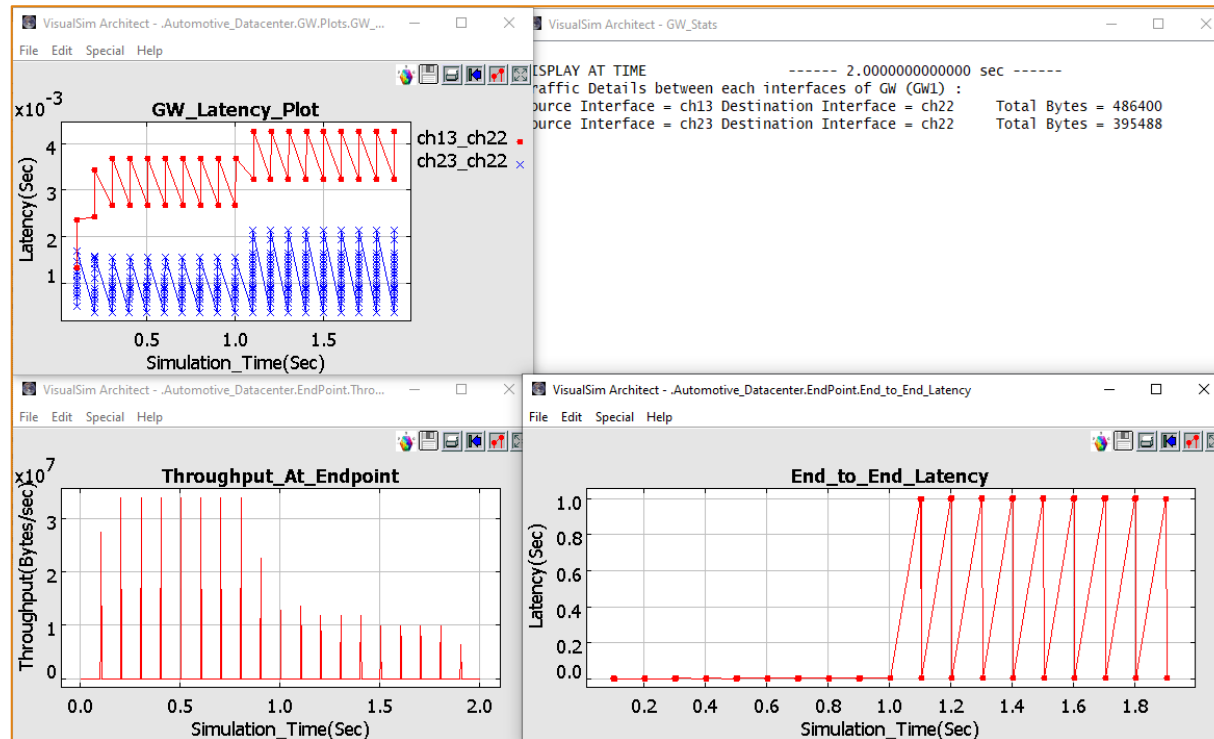 VisualSim Architect - .Automotive_Datacenter.GW.Plots.GW_...
File Edit Special Help
GW_Latency_Plot
x10^-3
Latency(Sec)
4
3
2
1
0.5 1.0 1.5
Simulation_Time(Sec)
ch13_ch22
ch23_ch22
VisualSim Architect - GW_Stats
ISPLAY AT TIME ------ 2.0000000000000 sec ------
raffic Details between each interfaces of GW (GW1) :
ource Interface = ch13 Destination Interface = ch22 Total Bytes = 486400
ource Interface = ch23 Destination Interface = ch22 Total Bytes = 395488
VisualSim Architect - .Automotive_Datacenter.EndPoint.Thro...
File Edit Special Help
Throughput_At_Endpoint
x10^7
Throughput(Bytes/sec)
3
2
1
0
0.0 0.5 1.0 1.5 2.0
Simulation_Time(Sec)
VisualSim Architect - .Automotive_Datacenter.EndPoint.End_to_End_Latency
File Edit Special Help
End_to_End_Latency
Latency(Sec)
1.0
0.8
0.6
0.4
0.2
0.0
0.2 0.4 0.6 0.8 1.0 1.2 1.4 1.6 1.8
Simulation_Time(Sec)